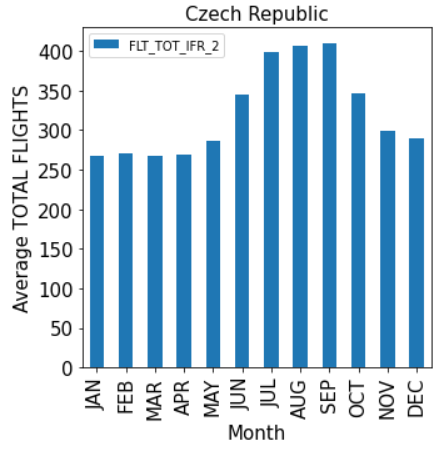 Czech Republic
FLT_TOT_IFR_2
Average TOTAL FLIGHTS
400
350
300
250
200
150
100
50
0
JAN FEB MAR APR MAY JUN JUL AUG SEP OCT NOV DEC
Month